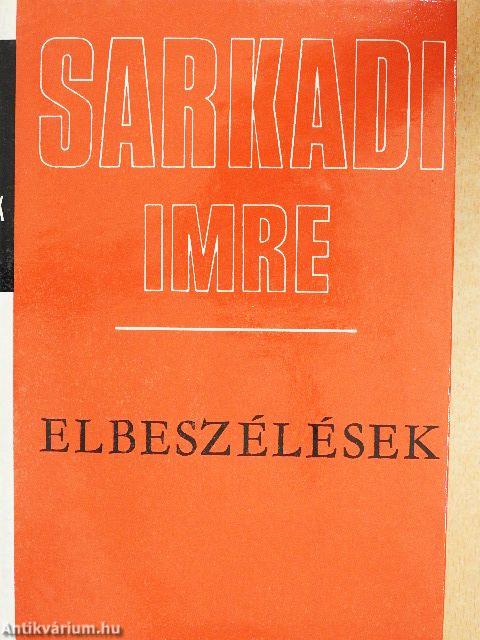 SARKADI
IMRE
ELBESZÉLÉSEK
K
Antikvárium.hu